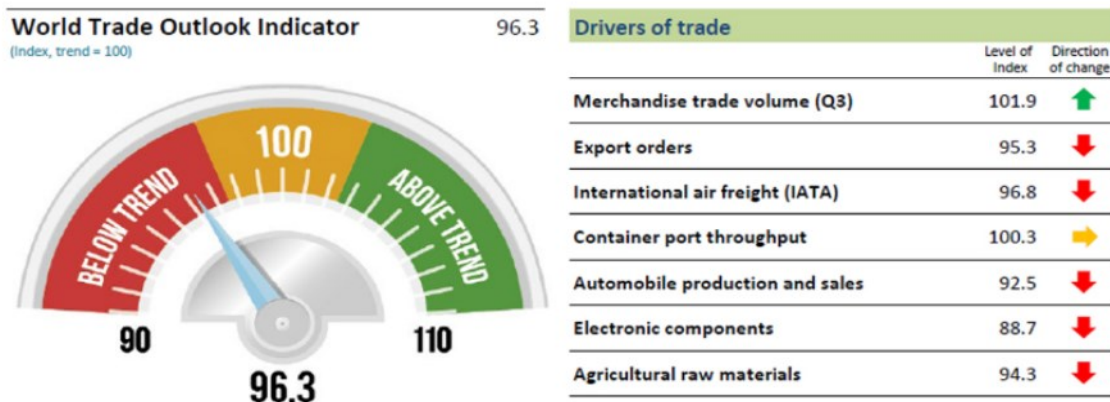 World Trade Outlook Indicator 96.3
(Index, trend = 100)
BELOW TREND
100
ABOVE TREND
90
110
96.3
Drivers of trade
Level of Index Direction of change
Merchandise trade volume (Q3) 101.9
Export orders 95.3
International air freight (IATA) 96.8
Container port throughput 100.3
Automobile production and sales 92.5
Electronic components 88.7
Agricultural raw materials 94.3